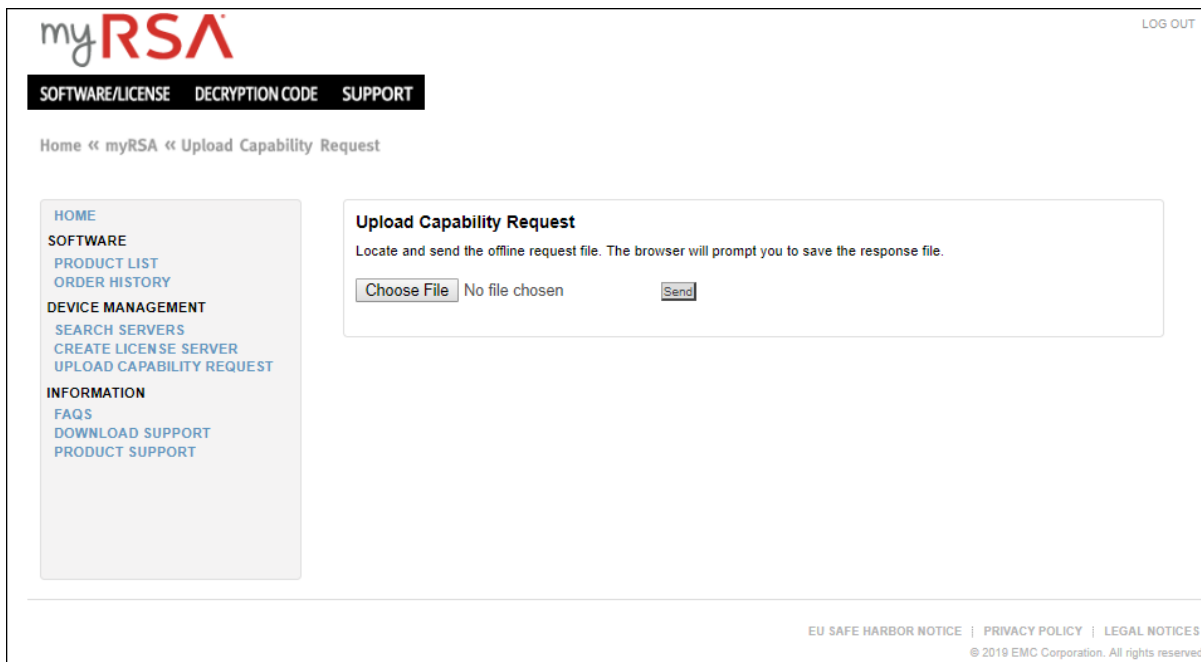 myRSA
LOG OUT
SOFTWARE/LICENSE DECRYPTION CODE SUPPORT
Home « myRSA « Upload Capability Request
HOME
SOFTWARE
PRODUCT LIST
ORDER HISTORY
DEVICE MANAGEMENT
SEARCH SERVERS
CREATE LICENSE SERVER
UPLOAD CAPABILITY REQUEST
INFORMATION
FAQS
DOWNLOAD SUPPORT
PRODUCT SUPPORT
Upload Capability Request
Locate and send the offline request file. The browser will prompt you to save the response file.
Choose File No file chosen Send
EU SAFE HARBOR NOTICE | PRIVACY POLICY | LEGAL NOTICES
© 2019 EMC Corporation. All rights reserved